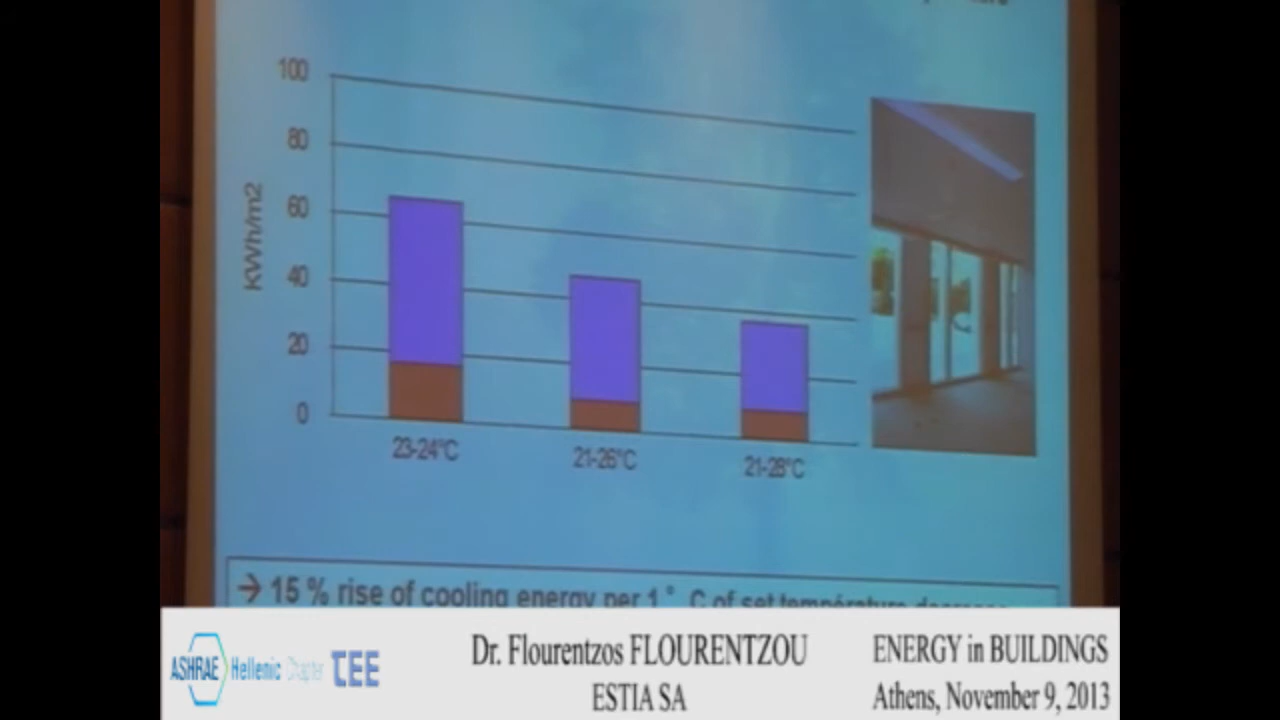 100
80
60
40
20
0
KWh/m2
23-24°C
21-26°C
21-28°C
→ 15 % rise of cooling energy per 1 ° C of set température
ASHRAE Hellenic Chapter TEE
Dr. Flourentzos FLOURENTZOU
ESTIA SA
ENERGY in BUILDINGS
Athens, November 9, 2013